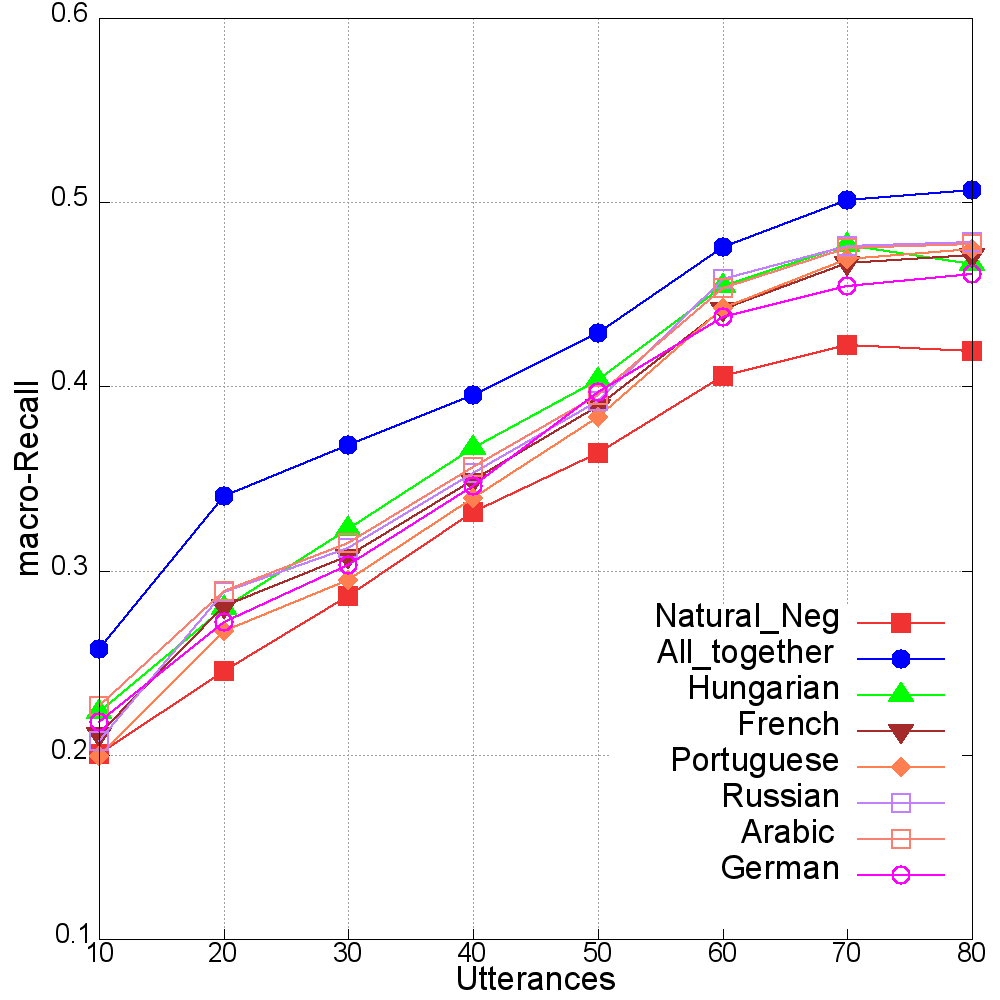 0.6
0.5
0.4
0.3
0.2
0.1
macro-Recall
Natural_Neg
All_together
Hungarian
French
Portuguese
Russian
Arabic
German
10 20 30 40 50 60 70 80
Utterances